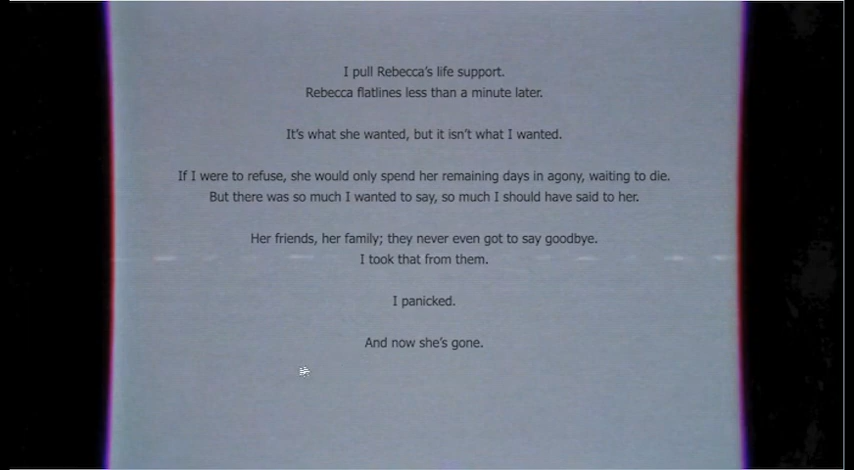 I pull Rebecca's life support.
Rebecca flatlines less than a minute later.
It's what she wanted, but it isn't what I wanted.
If I were to refuse, she would only spend her remaining days in agony, waiting to die.
But there was so much I wanted to say, so much I should have said to her.
Her friends, her family; they never even got to say goodbye.
I took that from them.
I panicked.
And now she's gone.